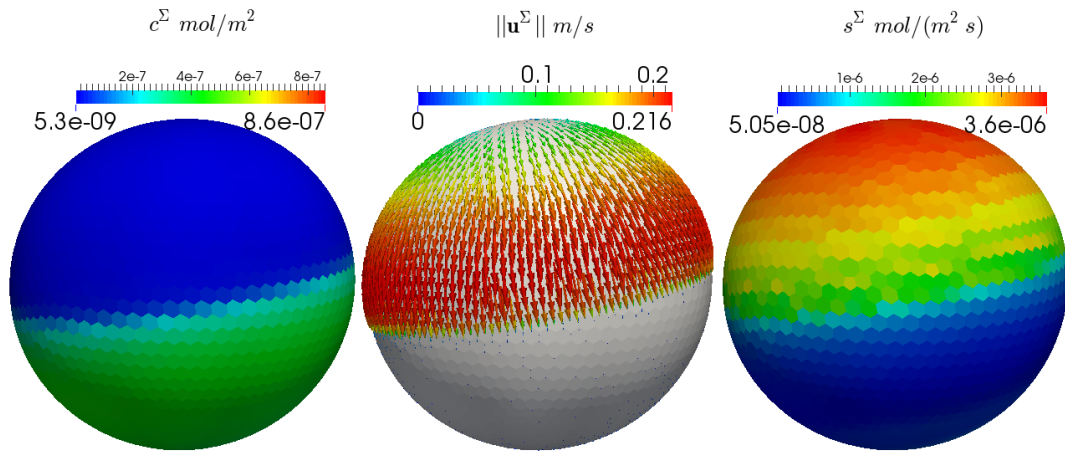 c^Σ mol/m^2
2e-7 4e-7 6e-7 8e-7
5.3e-09 8.6e-07
||u^Σ|| m/s
0.1 0.2
0 0.216
s^Σ mol/(m^2 s)
1e-6 2e-6 3e-6
5.05e-08 3.6e-06